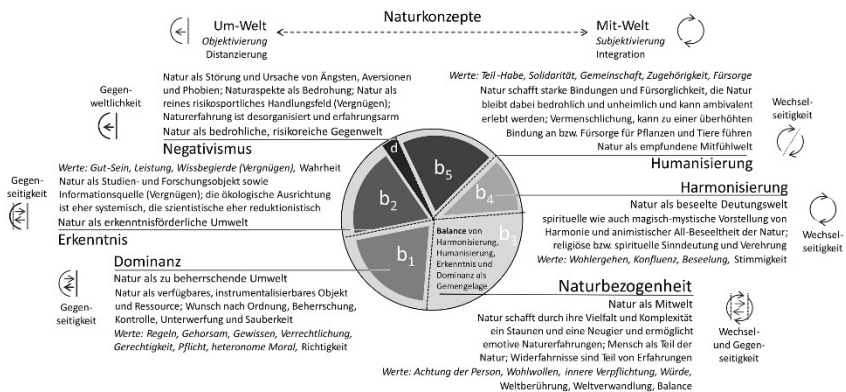 Naturkonzepte
Um-Welt
Objektivierung
Distanzierung
Mit-Welt
Subjektivierung
Integration
Gegen-
weltlichkeit
Natur als Störung und Ursache von Ängsten, Aversionen
und Phobien; Naturaspekte als Bedrohung; Natur als
reines risikosportliches Handlungsfeld (Vergnügen);
Naturerfahrung ist desorganisiert und erfahrungsarm
Natur als bedrohliche, risikoreiche Gegenwelt
Negativismus
Werte: Teil-Habe, Solidarität, Gemeinschaft, Zugehörigkeit, Fürsorge
Natur schafft starke Bindungen und Fürsorglichkeit, die Natur
bleibt dabei bedrohlich und unheimlich und kann ambivalent
erlebt werden; Vermenschlichung, kann zu einer überhöhten
Bindung an bzw. Fürsorge für Pflanzen und Tiere führen
Natur als empfundene Mitfühlwelt
Humanisierung
Wechsel-
seitigkeit
Gegen-
seitigkeit
Werte: Gut-Sein, Leistung, Wissbegierde (Vergnügen), Wahrheit
Natur als Studien- und Forschungsobjekt sowie
Informationsquelle (Vergnügen); die ökologische Ausrichtung
ist eher systemisch, die szientistische eher reduktionistisch
Natur als erkenntnisförderliche Umwelt
Erkenntnis
d
b5
b2
b4
b3
b1
Balance von
Harmonisierung,
Humanisierung,
Erkenntnis und
Dominanz als
Gemengelage
Harmonisierung
Natur als beseelte Deutungswelt
spirituelle wie auch magisch-mystische Vorstellung von
Harmonie und animistischer All-Beseeltheit der Natur;
religiöse bzw. spirituelle Sinndeutung und Verehrung
Werte: Wohlergehen, Konfluenz, Beseelung, Stimmigkeit
Wechsel-
seitigkeit
Dominanz
Natur als zu beherrschende Umwelt
Natur als verfügbares, instrumentalisierbares Objekt
und Ressource; Wunsch nach Ordnung, Beherrschung,
Kontrolle, Unterwerfung und Sauberkeit
Werte: Regeln, Gehorsam, Gewissen, Verrechtlichung,
Gerechtigkeit, Pflicht, heteronome Moral, Richtigkeit
Gegen-
seitigkeit
Naturbezogenheit
Natur als Mitwelt
Natur schafft durch ihre Vielfalt und Komplexität
ein Staunen und eine Neugier und ermöglicht
emotive Naturerfahrungen; Mensch als Teil der
Natur; Widerfahrnisse sind Teil von Erfahrungen
Werte: Achtung der Person, Wohlwollen, innere Verpflichtung, Würde,
Weltberührung, Weltverwandlung, Balance
Wechsel-
und Gegen-
seitigkeit